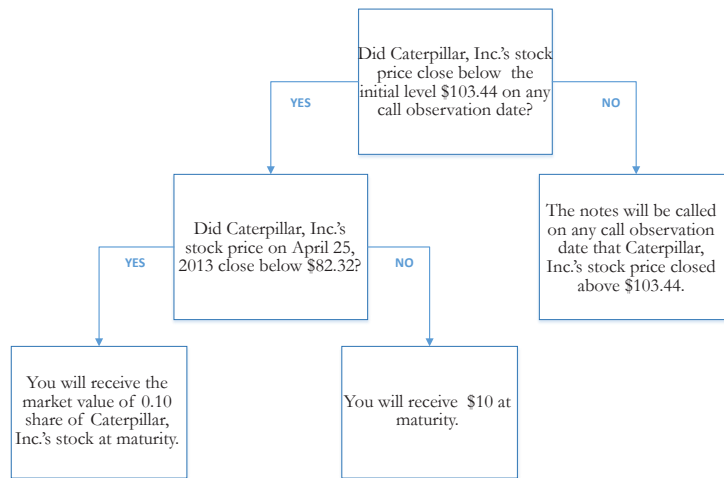 Did Caterpillar, Inc.'s stock
price close below the
initial level $103.44 on any
call observation date?
YES
NO
Did Caterpillar, Inc.'s
stock price on April 25,
2013 close below $82.32?
The notes will be called
on any call observation
date that Caterpillar,
Inc.'s stock price closed
above $103.44.
YES
NO
You will receive the
market value of 0.10
share of Caterpillar,
Inc.'s stock at maturity.
You will receive $10 at
maturity.